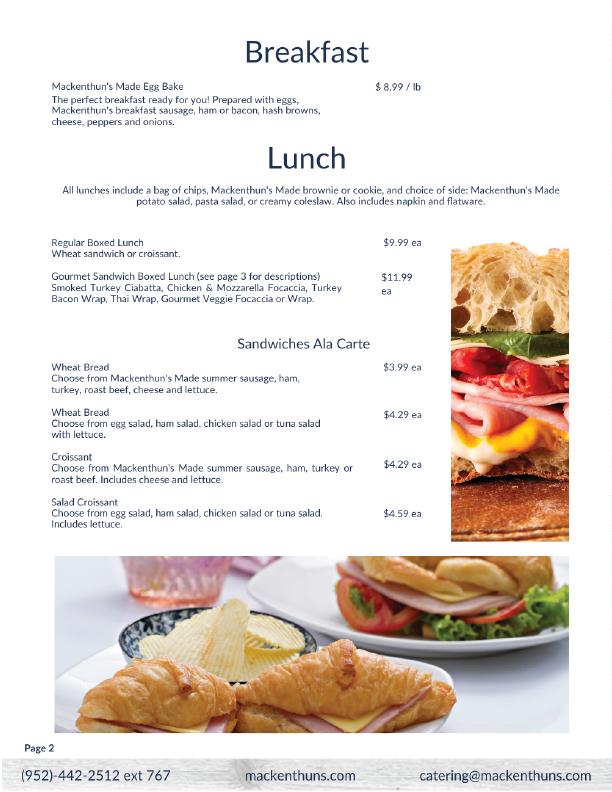 Breakfast
Mackenthun's Made Egg Bake $ 8.99 / lb
The perfect breakfast ready for you! Prepared with eggs,
Mackenthun's breakfast sausage, ham or bacon, hash browns,
cheese, peppers and onions.
Lunch
All lunches include a bag of chips, Mackenthun's Made brownie or cookie, and choice of side: Mackenthun's Made
potato salad, pasta salad, or creamy coleslaw. Also includes napkin and flatware.
Regular Boxed Lunch $9.99 ea
Wheat sandwich or croissant.
Gourmet Sandwich Boxed Lunch (see page 3 for descriptions) $11.99
Smoked Turkey Ciabatta, Chicken & Mozzarella Focaccia, Turkey ea
Bacon Wrap, Thai Wrap, Gourmet Veggie Focaccia or Wrap.
Sandwiches Ala Carte
Wheat Bread $3.99 ea
Choose from Mackenthun's Made summer sausage, ham,
turkey, roast beef, cheese and lettuce.
Wheat Bread $4.29 ea
Choose from egg salad, ham salad, chicken salad or tuna salad
with lettuce.
Croissant $4.29 ea
Choose from Mackenthun's Made summer sausage, ham, turkey or
roast beef. Includes cheese and lettuce.
Salad Croissant
Choose from egg salad, ham salad, chicken salad or tuna salad. $4.59 ea
Includes lettuce.
Page 2
(952)-442-2512 ext 767 mackenthuns.com catering@mackenthuns.com